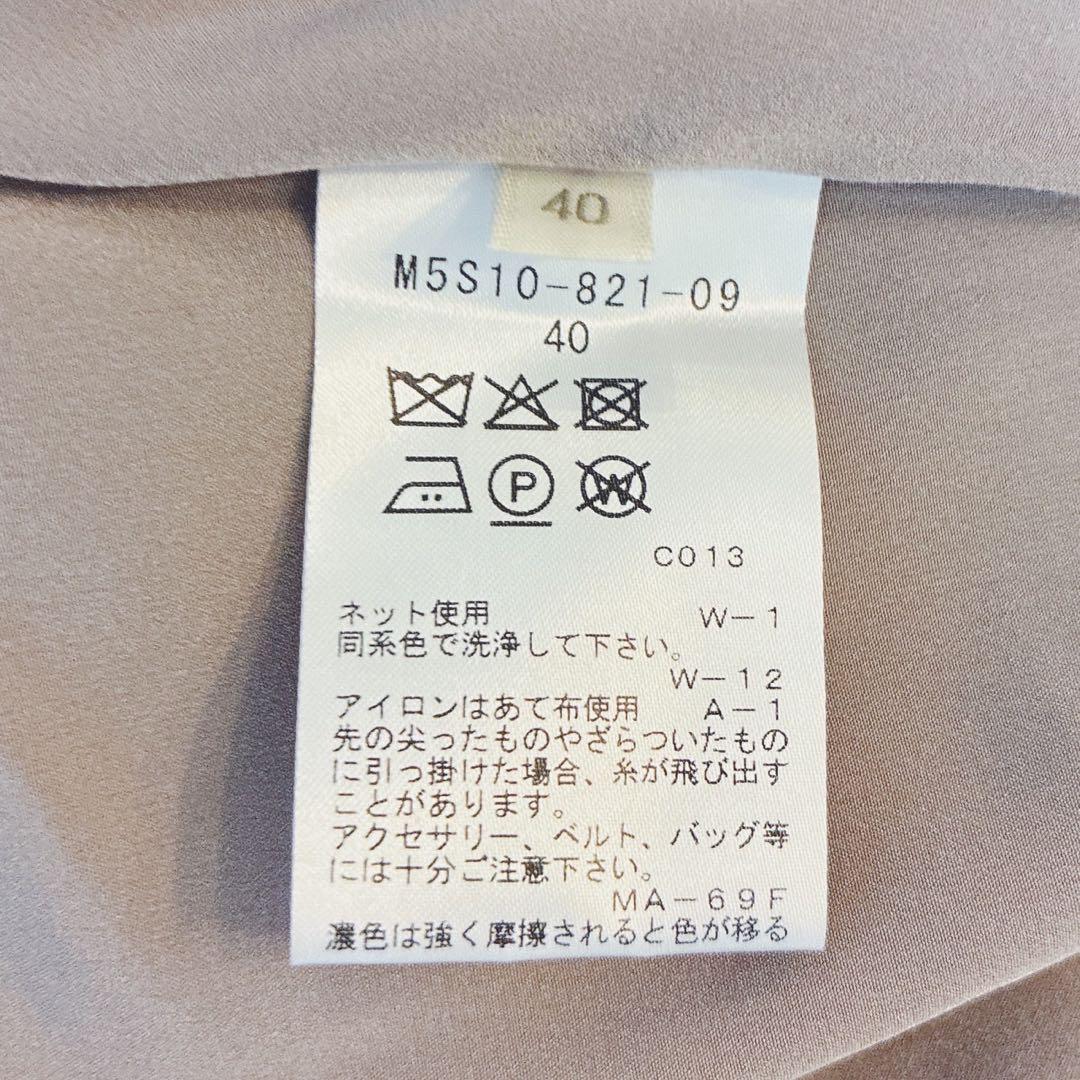 40
M5S10-821-09
40
P W
C013
ネット使用 W-1
同系色で洗浄して下さい。
W-12
アイロンはあて布使用 A-1
先の尖ったものやざらついたもの
に引っ掛けた場合、糸が飛び出す
ことがあります。
アクセサリー、ベルト、バッグ等
には十分ご注意下さい。
MA-69F
濃色は強く摩擦されると色が移る